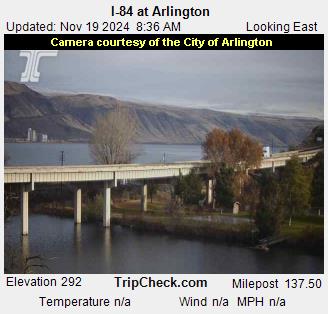 I-84 at Arlington
Updated: Nov 19 2024 8:36 AM Looking East
Camera courtesy of the City of Arlington
Elevation 292 TripCheck.com Milepost 137.50
Temperature n/a Wind n/a MPH n/a